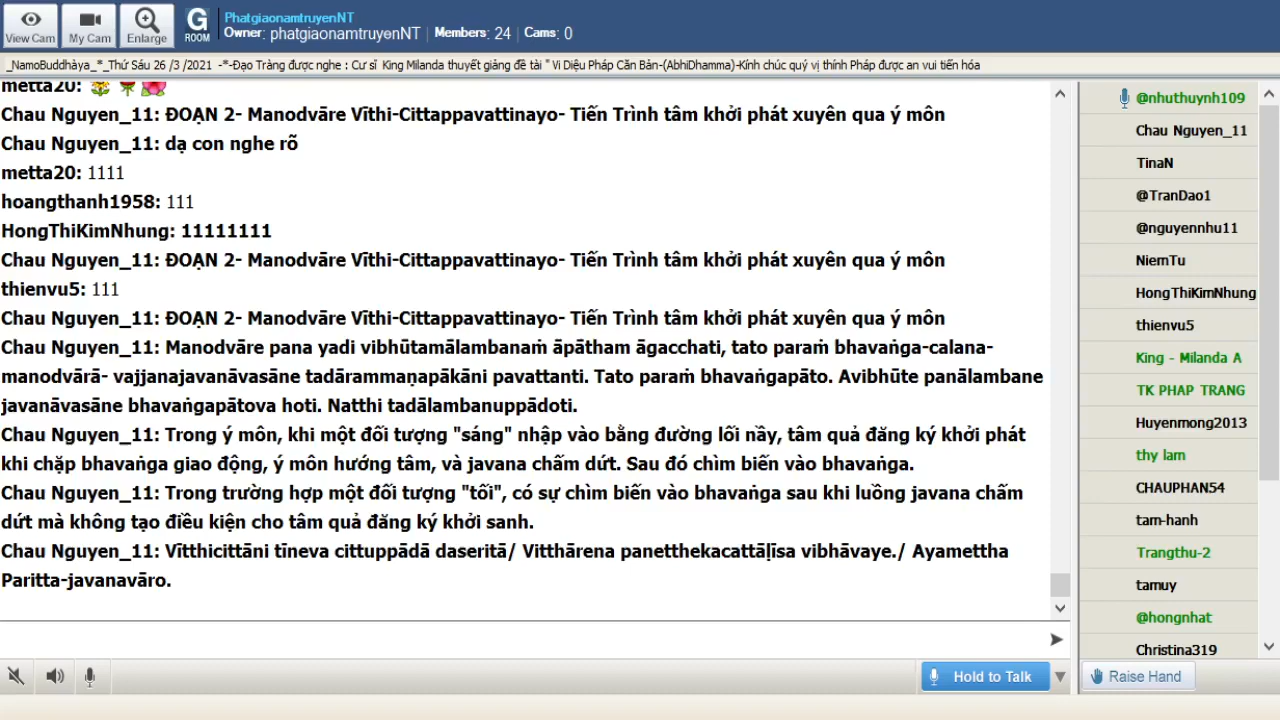 View Cam
My Cam
Enlarge
G
ROOM
PhatgiaonamtruyenNT
Owner: phatgiaonamtruyenNT | Members: 24 | Cams: 0
_NamoBuddhàya_*_Thứ Sáu 26 /3 /2021 -*-Đạo Tràng được nghe : Cư sĩ King Milanda thuyết giảng đề tài " Vi Diệu Pháp Căn Bản-(AbhiDhamma)-Kính chúc quý vị thính Pháp được an vui tiến hóa
metta20:
Chau Nguyen_11: ĐOẠN 2- Manodvāre Vīthi-Cittappavattinayo- Tiến Trình tâm khởi phát xuyên qua ý môn
Chau Nguyen_11: dạ con nghe rõ
metta20: 1111
hoangthanh1958: 111
HongThiKimNhung: 11111111
Chau Nguyen_11: ĐOẠN 2- Manodvāre Vīthi-Cittappavattinayo- Tiến Trình tâm khởi phát xuyên qua ý môn
thienvu5: 111
Chau Nguyen_11: ĐOẠN 2- Manodvāre Vīthi-Cittappavattinayo- Tiến Trình tâm khởi phát xuyên qua ý môn
Chau Nguyen_11: Manodvāre pana yadi vibhūtamālambanaṁ āpātham āgacchati, tato paraṁ bhavaṅga-calana-
manodvārā- vajjanajavanāvasāne tadārammaṇapākāni pavattanti. Tato paraṁ bhavaṅgapāto. Avibhūte panālambane
javanāvasāne bhavaṅgapātova hoti. Natthi tadālambanuppādoti.
Chau Nguyen_11: Trong ý môn, khi một đối tượng "sáng" nhập vào bằng đường lối nầy, tâm quả đăng ký khởi phát
khi chặp bhavaṅga giao động, ý môn hướng tâm, và javana chấm dứt. Sau đó chìm biến vào bhavaṅga.
Chau Nguyen_11: Trong trường hợp một đối tượng "tối", có sự chìm biến vào bhavaṅga sau khi luồng javana chấm
dứt mà không tạo điều kiện cho tâm quả đăng ký khởi sanh.
Chau Nguyen_11: Vītthicittāni tīneva cittuppādā daseritā/ Vitthārena panetthekacattāḷīsa vibhāvaye./ Ayamettha
Paritta-javanavāro.
@nhuthuynh109
Chau Nguyen_11
TinaN
@TranDao1
@nguyennhu11
NiemTu
HongThiKimNhung
thienvu5
King - Milanda A
TK PHAP TRANG
Huyenmong2013
thy lam
CHAUPHAN54
tam-hanh
Trangthu-2
tamuy
@hongnhat
Christina319
Hold to Talk
Raise Hand